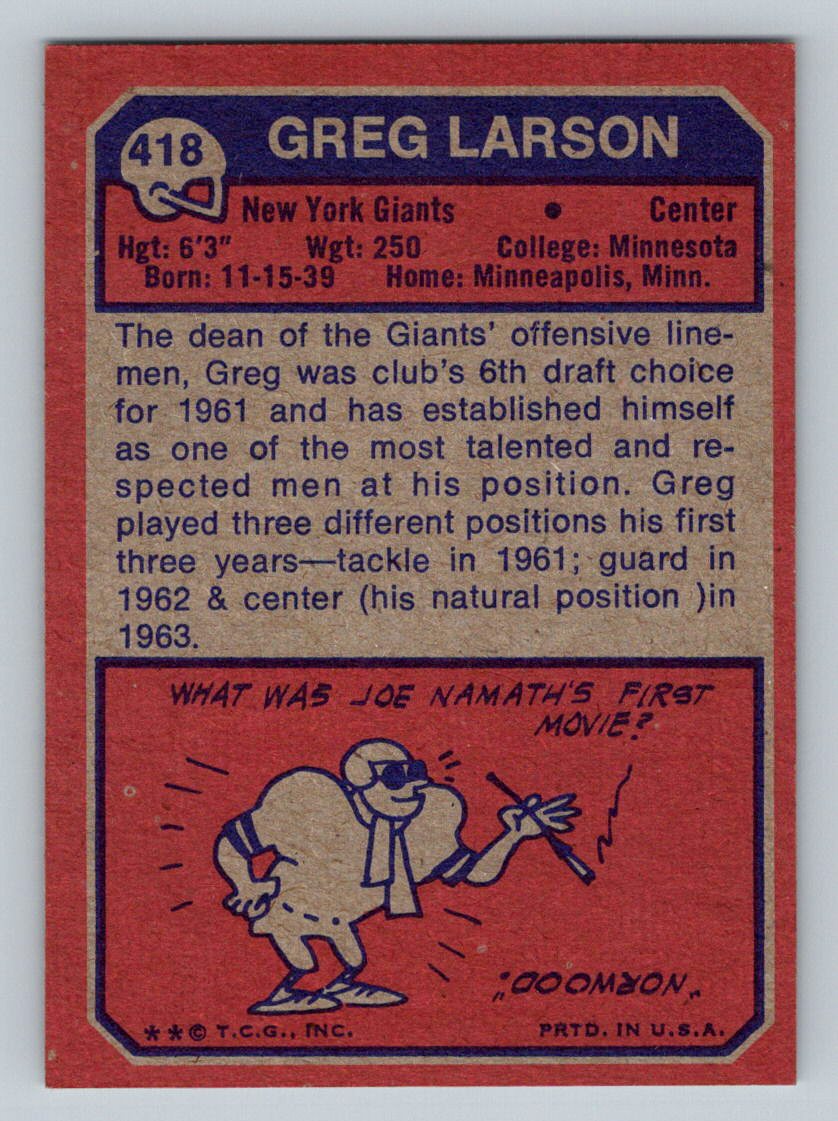 418
GREG LARSON
New York Giants • Center
Hgt: 6'3" Wgt: 250 College: Minnesota
Born: 11-15-39 Home: Minneapolis, Minn.
The dean of the Giants' offensive line-
men, Greg was club's 6th draft choice
for 1961 and has established himself
as one of the most talented and re-
spected men at his position. Greg
played three different positions his first
three years—tackle in 1961; guard in
1962 & center (his natural position )in
1963.
WHAT WAS JOE NAMATH'S FIRST
MOVIE?
"NORWOOD."
** © T.C.G., INC. PRTD. IN U.S.A.